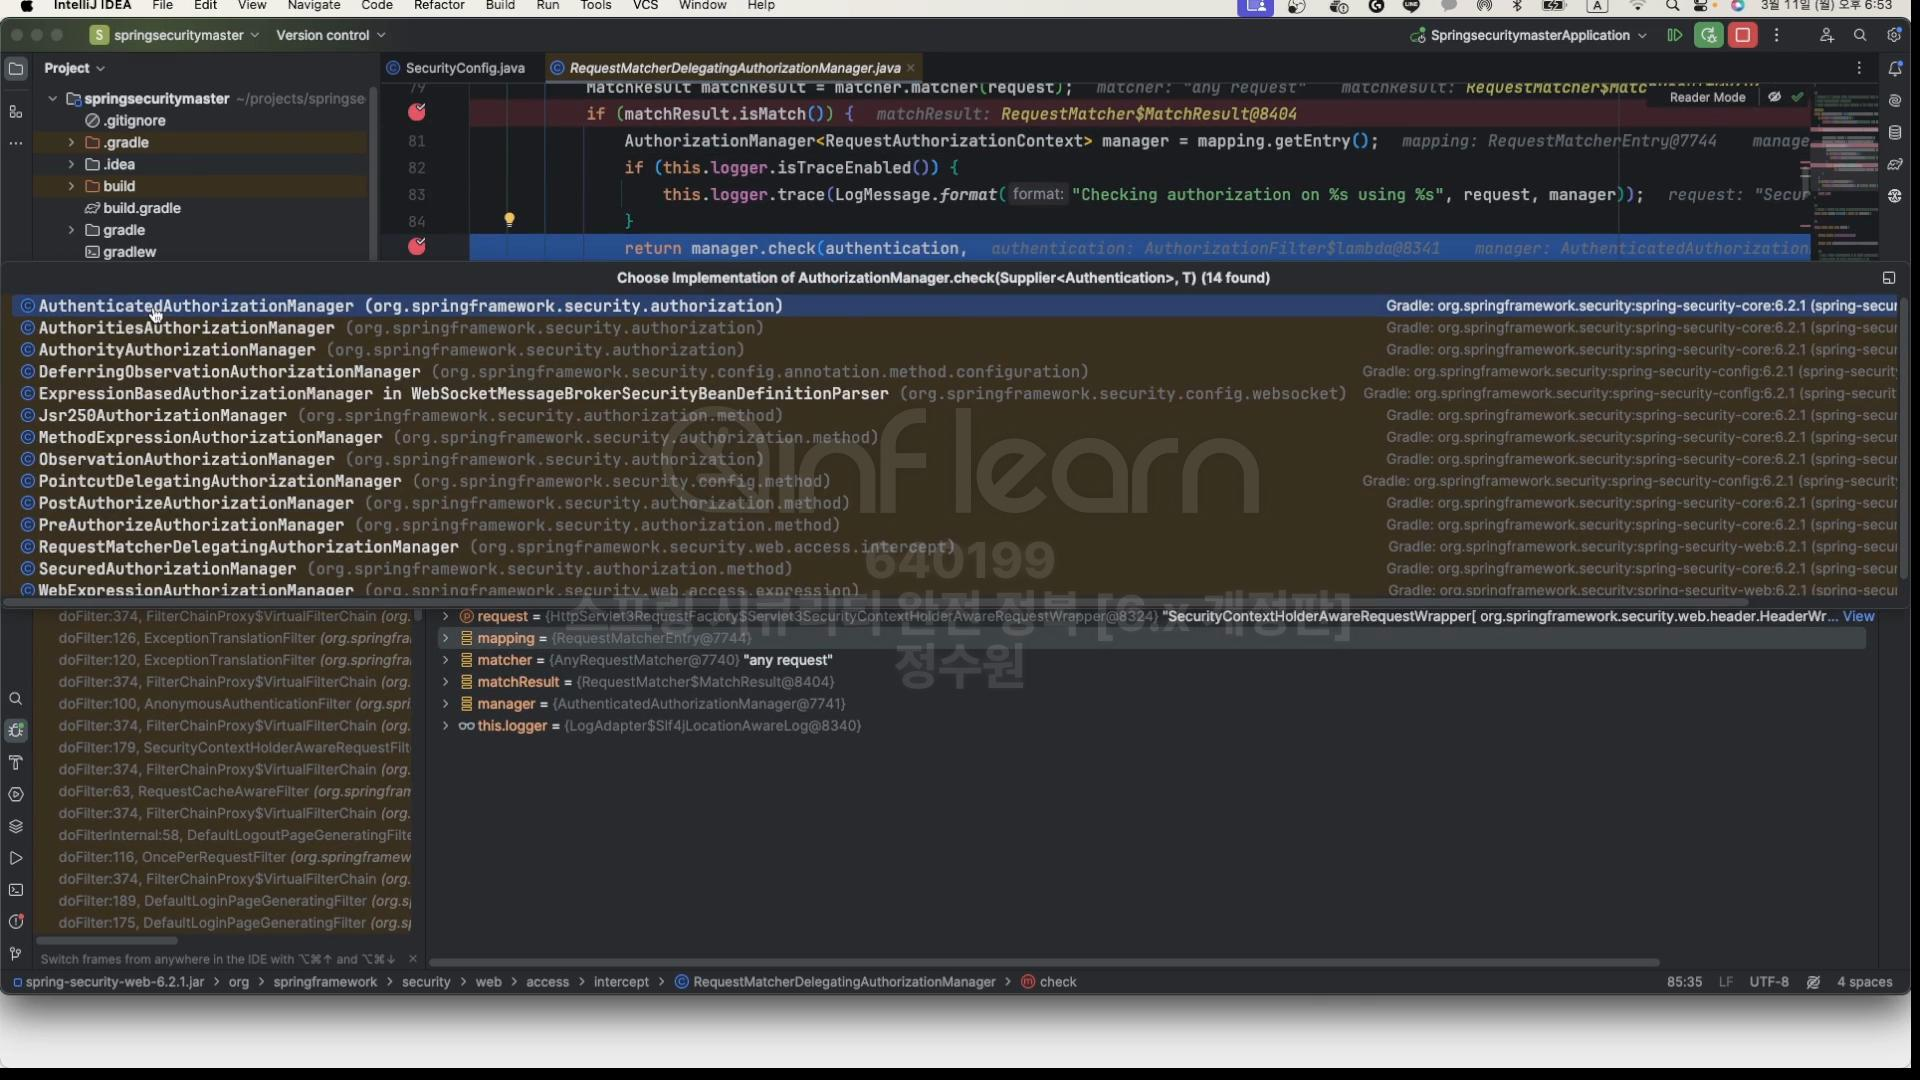 IntelliJ IDEA File Edit View Navigate Code Refactor Build Run Tools VCS Window Help A 3월 11일 (월) 오후 6:53
S springsecuritymaster Version control SpringsecuritymasterApplication
Project SecurityConfig.java RequestMatcherDelegatingAuthorizationManager.java
springsecuritymaster ~/projects/springse
.gitignore
.gradle
.idea
build
build.gradle
gradle
gradlew
79 MatchResult matchResult = matcher.matcher(request); matcher: "any request" matchResult:
Reader Mode
if (matchResult.isMatch()) { matchResult: RequestMatcher$MatchResult@8404
81 AuthorizationManager<RequestAuthorizationContext> manager = mapping.getEntry(); mapping: RequestMatcherEntry@7744 manage
82 if (this.logger.isTraceEnabled()) {
83 this.logger.trace(LogMessage.format( format: "Checking authorization on %s using %s", request, manager)); request: "Secur
84 }
return manager.check(authentication, authentication: AuthorizationFilter$lambda@8341 manager: AuthenticatedAuthorization
Choose Implementation of AuthorizationManager.check(Supplier<Authentication>, T) (14 found)
AuthenticatedAuthorizationManager (org.springframework.security.authorization) Gradle: org.springframework.security:spring-security-core:6.2.1 (spring-secur
AuthoritiesAuthorizationManager (org.springframework.security.authorization) Gradle: org.springframework.security:spring-security-core:6.2.1 (spring-secur
AuthorityAuthorizationManager (org.springframework.security.authorization) Gradle: org.springframework.security:spring-security-core:6.2.1 (spring-secur
DeferringObservationAuthorizationManager (org.springframework.security.config.annotation.method.configuration) Gradle: org.springframework.security:spring-security-config:6.2.1 (spring-secur
ExpressionBasedAuthorizationManager in WebSocketMessageBrokerSecurityBeanDefinitionParser (org.springframework.security.config.websocket) Gradle: org.springframework.security:spring-security-config:6.2.1 (spring-secur
Jsr250AuthorizationManager (org.springframework.security.authorization.method) Gradle: org.springframework.security:spring-security-core:6.2.1 (spring-secur
MethodExpressionAuthorizationManager (org.springframework.security.authorization.method) Gradle: org.springframework.security:spring-security-core:6.2.1 (spring-secur
ObservationAuthorizationManager (org.springframework.security.authorization) Gradle: org.springframework.security:spring-security-core:6.2.1 (spring-secur
PointcutDelegatingAuthorizationManager (org.springframework.security.config.method) Gradle: org.springframework.security:spring-security-config:6.2.1 (spring-secur
PostAuthorizeAuthorizationManager (org.springframework.security.authorization.method) Gradle: org.springframework.security:spring-security-core:6.2.1 (spring-secur
PreAuthorizeAuthorizationManager (org.springframework.security.authorization.method) Gradle: org.springframework.security:spring-security-core:6.2.1 (spring-secur
RequestMatcherDelegatingAuthorizationManager (org.springframework.security.web.access.intercept) Gradle: org.springframework.security:spring-security-web:6.2.1 (spring-secur
SecuredAuthorizationManager (org.springframework.security.authorization.method) Gradle: org.springframework.security:spring-security-core:6.2.1 (spring-secur
WebExpressionAuthorizationManager (org.springframework.security.web.access.expression) Gradle: org.springframework.security:spring-security-web:6.2.1 (spring-secur
inflearn
640199
스프링 시큐리티 완전 정복 [6.x 개정판]
정수원
doFilter:374, FilterChainProxy$VirtualFilterChain (org.
doFilter:126, ExceptionTranslationFilter (org.springfra
doFilter:120, ExceptionTranslationFilter (org.springfra
doFilter:374, FilterChainProxy$VirtualFilterChain (org.
doFilter:100, AnonymousAuthenticationFilter (org.spr
doFilter:374, FilterChainProxy$VirtualFilterChain (org.
doFilter:179, SecurityContextHolderAwareRequestFilt
doFilter:374, FilterChainProxy$VirtualFilterChain (org.
doFilter:63, RequestCacheAwareFilter (org.springfram
doFilter:374, FilterChainProxy$VirtualFilterChain (org.
doFilterInternal:58, DefaultLogoutPageGeneratingFilte
doFilter:116, OncePerRequestFilter (org.springframew
doFilter:374, FilterChainProxy$VirtualFilterChain (org.
doFilter:189, DefaultLoginPageGeneratingFilter (org.s
doFilter:175, DefaultLoginPageGeneratingFilter (org.s
Switch frames from anywhere in the IDE with ⌥⌘↑ and ⌥⌘↓
request = {HttpServlet3RequestFactory$Servlet3SecurityContextHolderAwareRequestWrapper@8324} "SecurityContextHolderAwareRequestWrapper[ org.springframework.security.web.header.HeaderWr... View
mapping = {RequestMatcherEntry@7744}
matcher = {AnyRequestMatcher@7740} "any request"
matchResult = {RequestMatcher$MatchResult@8404}
manager = {AuthenticatedAuthorizationManager@7741}
this.logger = {LogAdapter$Slf4jLocationAwareLog@8340}
spring-security-web-6.2.1.jar > org > springframework > security > web > access > intercept > RequestMatcherDelegatingAuthorizationManager > check 85:35 LF UTF-8 4 spaces